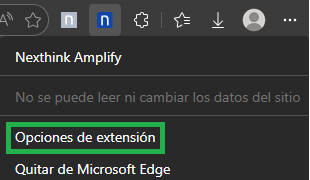 A
n
n
Nexthink Amplify
No se puede leer ni cambiar los datos del sitio
Opciones de extensión
Quitar de Microsoft Edge